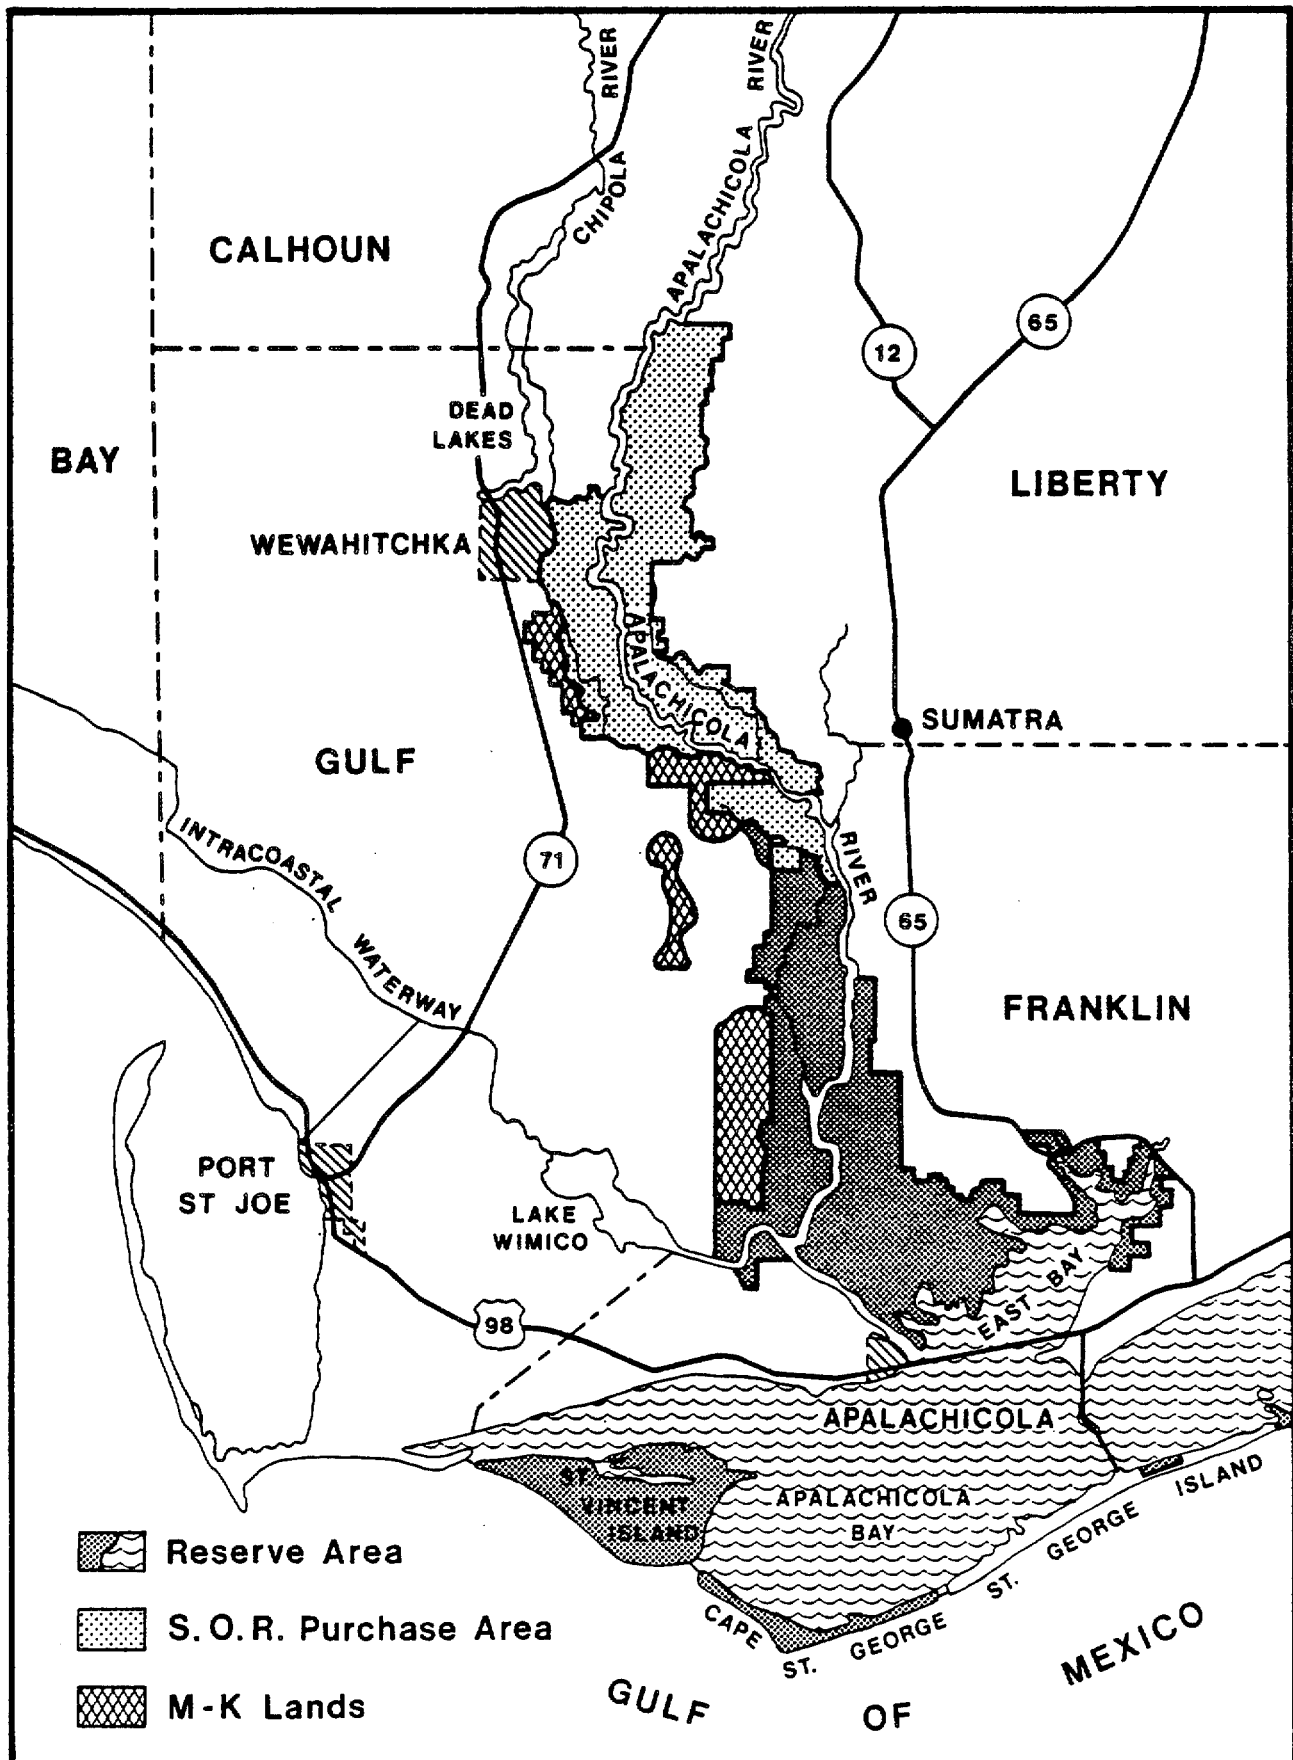 RIVER
CHIPOLA
APALACHICOLA RIVER
CALHOUN
65
12
DEAD
LAKES
BAY
LIBERTY
WEWAHITCHKA
APALACHICOLA
SUMATRA
GULF
INTRACOASTAL
WATERWAY
71
RIVER
65
FRANKLIN
PORT
ST JOE
LAKE
WIMICO
EAST BAY
98
APALACHICOLA
ST.
VINCENT
ISLAND
APALACHICOLA
BAY
ST. GEORGE ISLAND
CAPE
ST. GEORGE
GULF OF MEXICO
Reserve Area
S.O.R. Purchase Area
M-K Lands